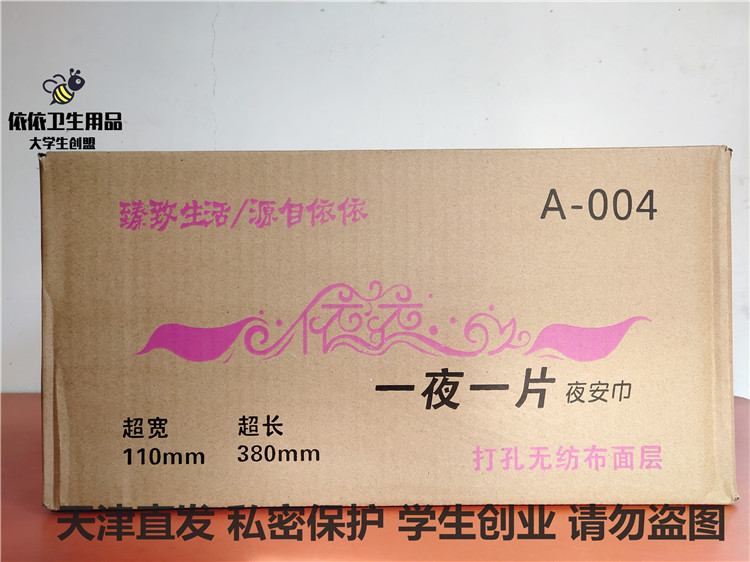 依依卫生用品
大学生创盟
臻致生活/源自依依
A-004
依依
一夜一片 夜安巾
超宽 超长
110mm 380mm
打孔无纺布面层
天津直发 私密保护 学生创业 请勿盗图